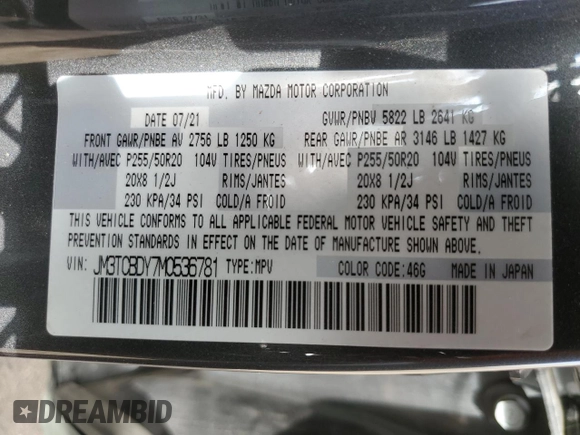 MFD. BY MAZDA MOTOR CORPORATION
DATE 07/21 GVWR/PNBV 5822 LB 2641 KG
FRONT GAWR/PNBE AV 2756 LB 1250 KG REAR GAWR/PNBE AR 3146 LB 1427 KG
WITH/AVEC P255/50R20 104V TIRES/PNEUS WITH/AVEC P255/50R20 104V TIRES/PNEUS
20X8 1/2J RIMS/JANTES 20X8 1/2J RIMS/JANTES
230 KPA/34 PSI COLD/A FROID 230 KPA/34 PSI COLD/A FROID
THIS VEHICLE CONFORMS TO ALL APPLICABLE FEDERAL MOTOR VEHICLE SAFETY AND THEFT
PREVENTION STANDARDS IN EFFECT ON THE DATE OF MANUFACTURE SHOWN ABOVE.
VIN: JM3TCBDY7M0536781 TYPE:MPV COLOR CODE:46G MADE IN JAPAN
DREAMBID